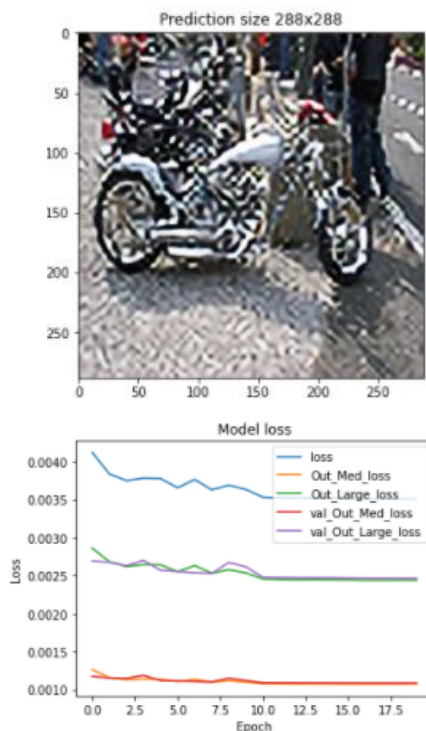 Prediction size 288x288
0
50
100
150
200
250
0 50 100 150 200 250
Model loss
0.0040
0.0035
0.0030
0.0025
0.0020
0.0015
0.0010
Loss
loss
Out_Med_loss
Out_Large_loss
val_Out_Med_loss
val_Out_Large_loss
0.0 2.5 5.0 7.5 10.0 12.5 15.0 17.5
Epoch